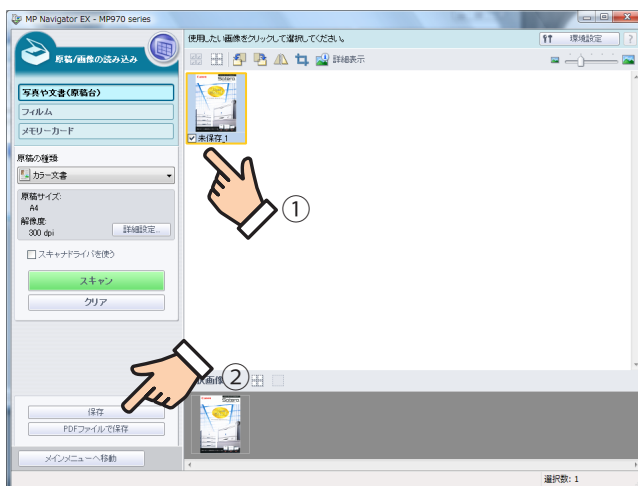 MP Navigator EX - MP970 series
原稿/画像の読み込み
使用したい画像をクリックして選択してください。
環境設定
?
詳細表示
写真や文書(原稿台)
フィルム
メモリーカード
未保存_1
原稿の種類
カラー文書
原稿サイズ:
A4
解像度:
300 dpi
詳細設定...
スキャナドライバを使う
スキャン
クリア
①
②
保存
PDFファイルで保存
メインメニューへ移動
選択数: 1